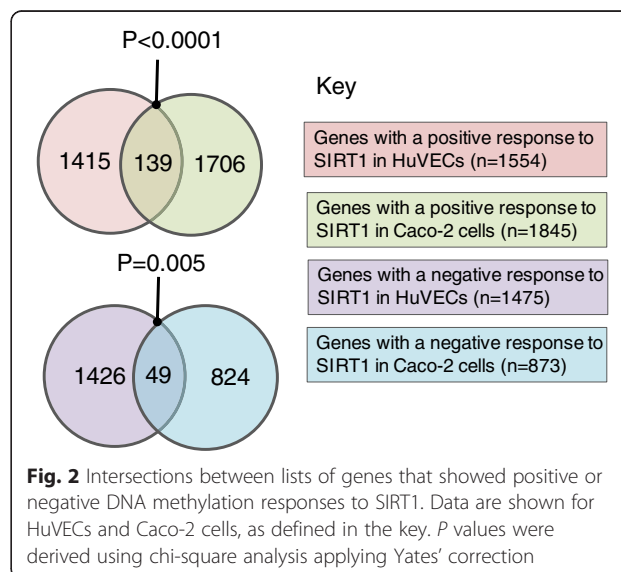 P<0.0001
1415
139
1706
P=0.005
1426
49
824
Key
Genes with a positive response to
SIRT1 in HuVECs (n=1554)
Genes with a positive response to
SIRT1 in Caco-2 cells (n=1845)
Genes with a negative response to
SIRT1 in HuVECs (n=1475)
Genes with a negative response to
SIRT1 in Caco-2 cells (n=873)
Fig. 2 Intersections between lists of genes that showed positive or
negative DNA methylation responses to SIRT1. Data are shown for
HuVECs and Caco-2 cells, as defined in the key. P values were
derived using chi-square analysis applying Yates’ correction